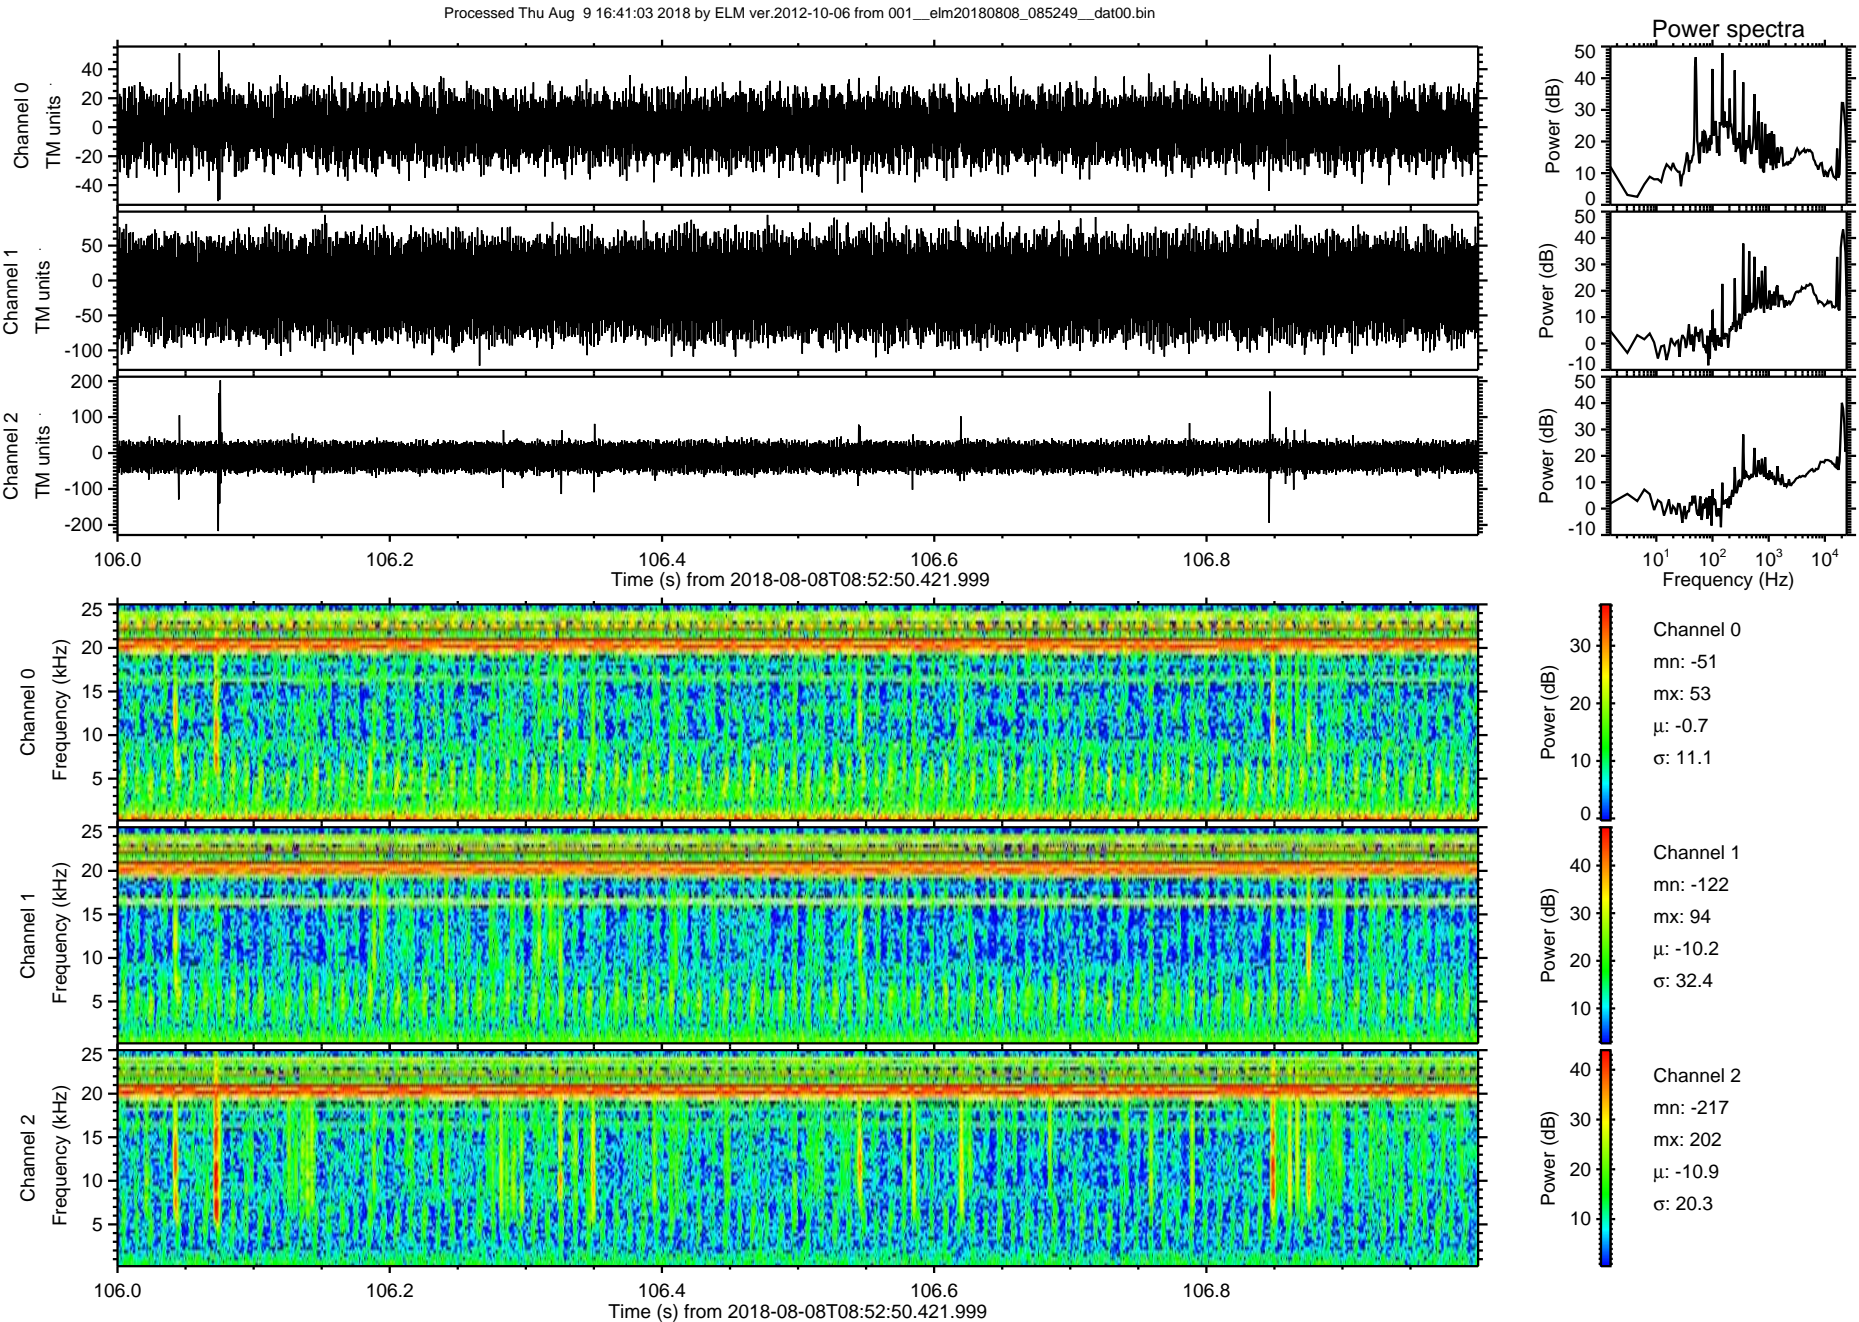 Processed Thu Aug  9 16:41:03 2018 by ELM ver.2012-10-06 from 001__elm20180808_085249__dat00.bin
Power spectra
Channel 0
TM units
40
20
0
-20
-40
Power (dB)
50
40
30
20
10
0
Channel 1
TM units
50
0
-50
-100
Power (dB)
50
40
30
20
10
0
-10
Channel 2
TM units
200
100
0
-100
-200
Power (dB)
50
40
30
20
10
0
-10
106.0 106.2 106.4 106.6 106.8
Time (s) from 2018-08-08T08:52:50.421.999
10^1 10^2 10^3 10^4
Frequency (Hz)
Channel 0
Frequency (kHz)
25
20
15
10
5
Power (dB)
30
20
10
0
Channel 0
mn: -51
mx: 53
μ: -0.7
σ: 11.1
Channel 1
Frequency (kHz)
25
20
15
10
5
Power (dB)
40
30
20
10
Channel 1
mn: -122
mx: 94
μ: -10.2
σ: 32.4
Channel 2
Frequency (kHz)
25
20
15
10
5
Power (dB)
40
30
20
10
Channel 2
mn: -217
mx: 202
μ: -10.9
σ: 20.3
106.0 106.2 106.4 106.6 106.8
Time (s) from 2018-08-08T08:52:50.421.999